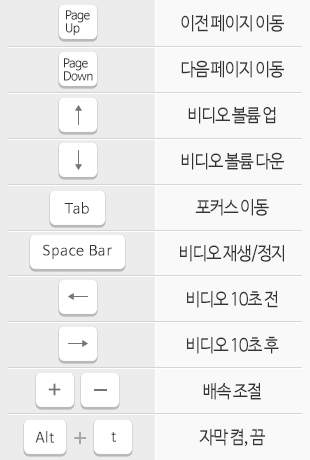 Page Up 이전 페이지 이동
Page Down 다음 페이지 이동
↑ 비디오 볼륨 업
↓ 비디오 볼륨 다운
Tab 포커스 이동
Space Bar 비디오 재생/정지
← 비디오 10초 전
→ 비디오 10초 후
+ − 배속 조절
Alt + t 자막 켬, 끔